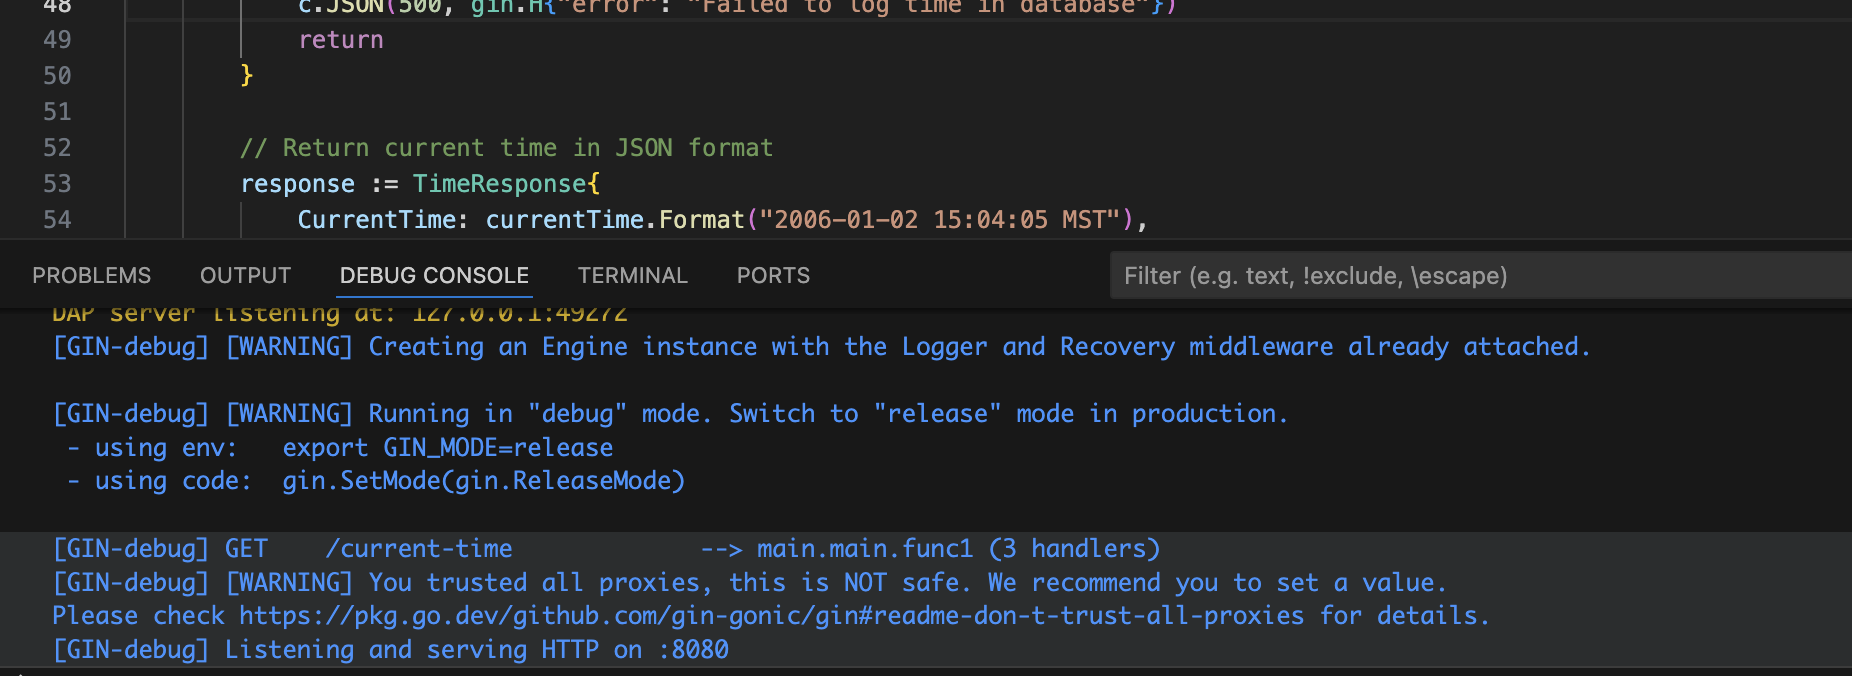 48 c.JSON(500, gin.H{"error": "Failed to log time in database"})
49 return
50 }
51
52 // Return current time in JSON format
53 response := TimeResponse{
54 CurrentTime: currentTime.Format("2006-01-02 15:04:05 MST"),
PROBLEMS OUTPUT DEBUG CONSOLE TERMINAL PORTS Filter (e.g. text, !exclude, \escape)
DAP server listening at: 127.0.0.1:49272
[GIN-debug] [WARNING] Creating an Engine instance with the Logger and Recovery middleware already attached.
[GIN-debug] [WARNING] Running in "debug" mode. Switch to "release" mode in production.
- using env: export GIN_MODE=release
- using code: gin.SetMode(gin.ReleaseMode)
[GIN-debug] GET /current-time --> main.main.func1 (3 handlers)
[GIN-debug] [WARNING] You trusted all proxies, this is NOT safe. We recommend you to set a value.
Please check https://pkg.go.dev/github.com/gin-gonic/gin#readme-don-t-trust-all-proxies for details.
[GIN-debug] Listening and serving HTTP on :8080